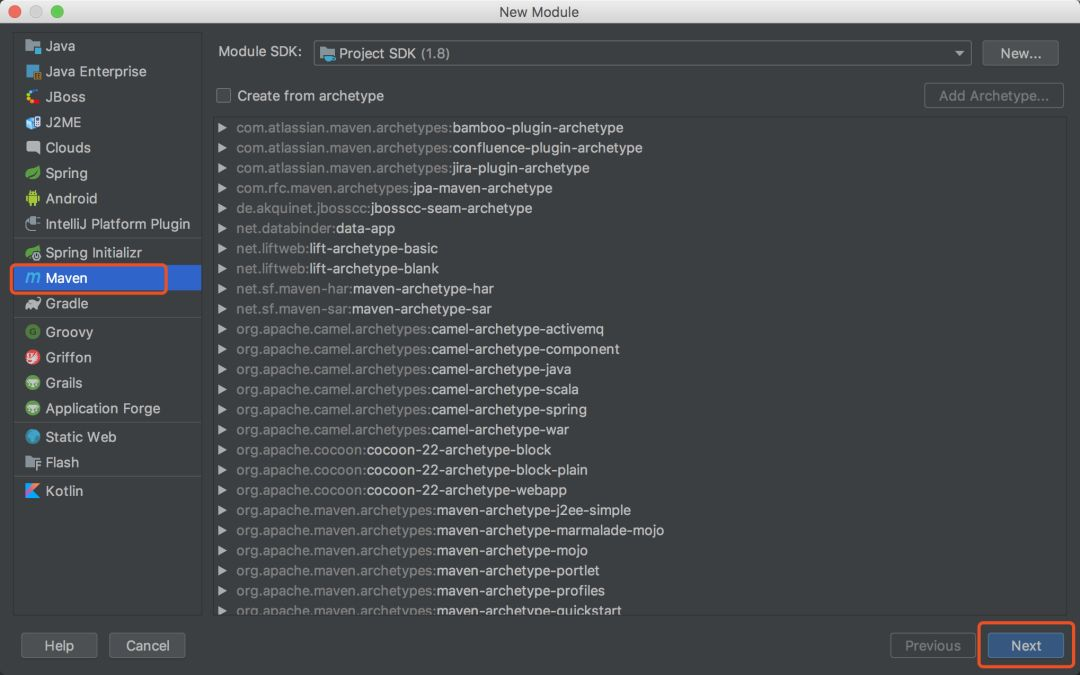 New Module
Java
Java Enterprise
JBoss
J2ME
Clouds
Spring
Android
IntelliJ Platform Plugin
Spring Initializr
Maven
Gradle
Groovy
Griffon
Grails
Application Forge
Static Web
Flash
Kotlin
Module SDK: Project SDK (1.8) New...
Create from archetype Add Archetype...
com.atlassian.maven.archetypes:bamboo-plugin-archetype
com.atlassian.maven.archetypes:confluence-plugin-archetype
com.atlassian.maven.archetypes:jira-plugin-archetype
com.rfc.maven.archetypes:jpa-maven-archetype
de.akquinet.jbosscc:jbosscc-seam-archetype
net.databinder:data-app
net.liftweb:lift-archetype-basic
net.liftweb:lift-archetype-blank
net.sf.maven-har:maven-archetype-har
net.sf.maven-sar:maven-archetype-sar
org.apache.camel.archetypes:camel-archetype-activemq
org.apache.camel.archetypes:camel-archetype-component
org.apache.camel.archetypes:camel-archetype-java
org.apache.camel.archetypes:camel-archetype-scala
org.apache.camel.archetypes:camel-archetype-spring
org.apache.camel.archetypes:camel-archetype-war
org.apache.cocoon:cocoon-22-archetype-block
org.apache.cocoon:cocoon-22-archetype-block-plain
org.apache.cocoon:cocoon-22-archetype-webapp
org.apache.maven.archetypes:maven-archetype-j2ee-simple
org.apache.maven.archetypes:maven-archetype-marmalade-mojo
org.apache.maven.archetypes:maven-archetype-mojo
org.apache.maven.archetypes:maven-archetype-portlet
org.apache.maven.archetypes:maven-archetype-profiles
org.apache.maven.archetypes:maven-archetype-quickstart
Help Cancel Previous Next